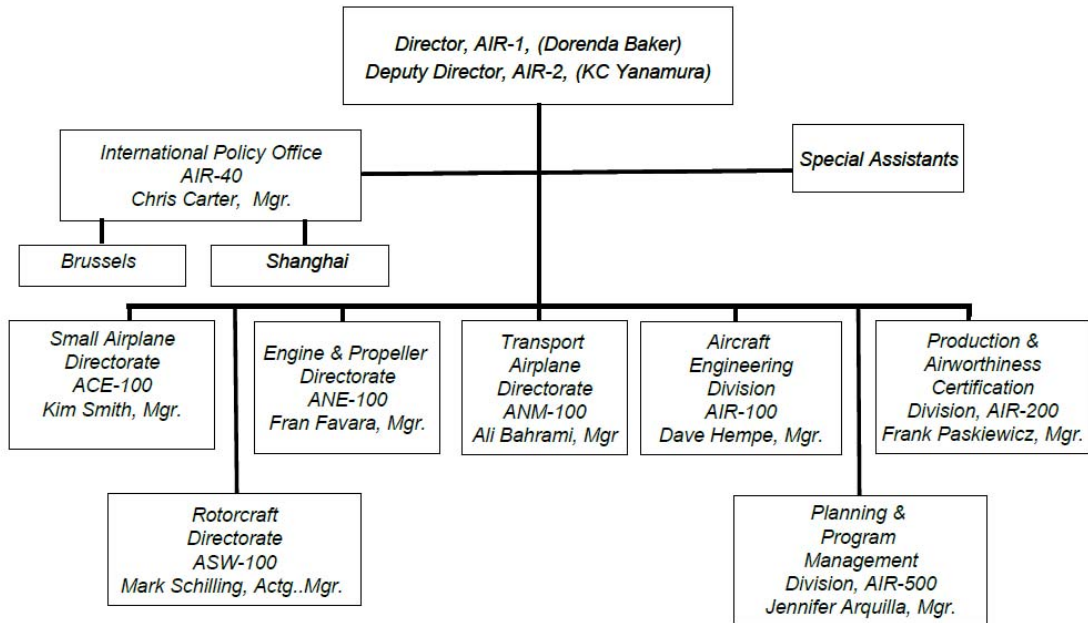 Director, AIR-1, (Dorenda Baker)
Deputy Director, AIR-2, (KC Yanamura)
International Policy Office
AIR-40
Chris Carter, Mgr.
Special Assistants
Brussels
Shanghai
Small Airplane
Directorate
ACE-100
Kim Smith, Mgr.
Engine & Propeller
Directorate
ANE-100
Fran Favara, Mgr.
Transport
Airplane
Directorate
ANM-100
Ali Bahrami, Mgr
Aircraft
Engineering
Division
AIR-100
Dave Hempe, Mgr.
Production &
Airworthiness
Certification
Division, AIR-200
Frank Paskiewicz, Mgr.
Rotorcraft
Directorate
ASW-100
Mark Schilling, Actg..Mgr.
Planning &
Program
Management
Division, AIR-500
Jennifer Arquilla, Mgr.